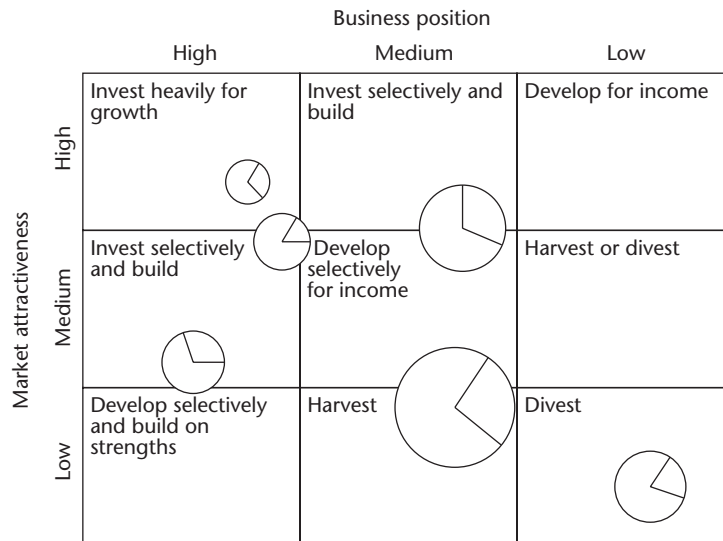 Business position
High
Medium
Low
Market attractiveness
High
Invest heavily for
growth
Invest selectively and
build
Develop for income
Medium
Invest selectively
and build
Develop
selectively
for income
Harvest or divest
Low
Develop selectively
and build on
strengths
Harvest
Divest